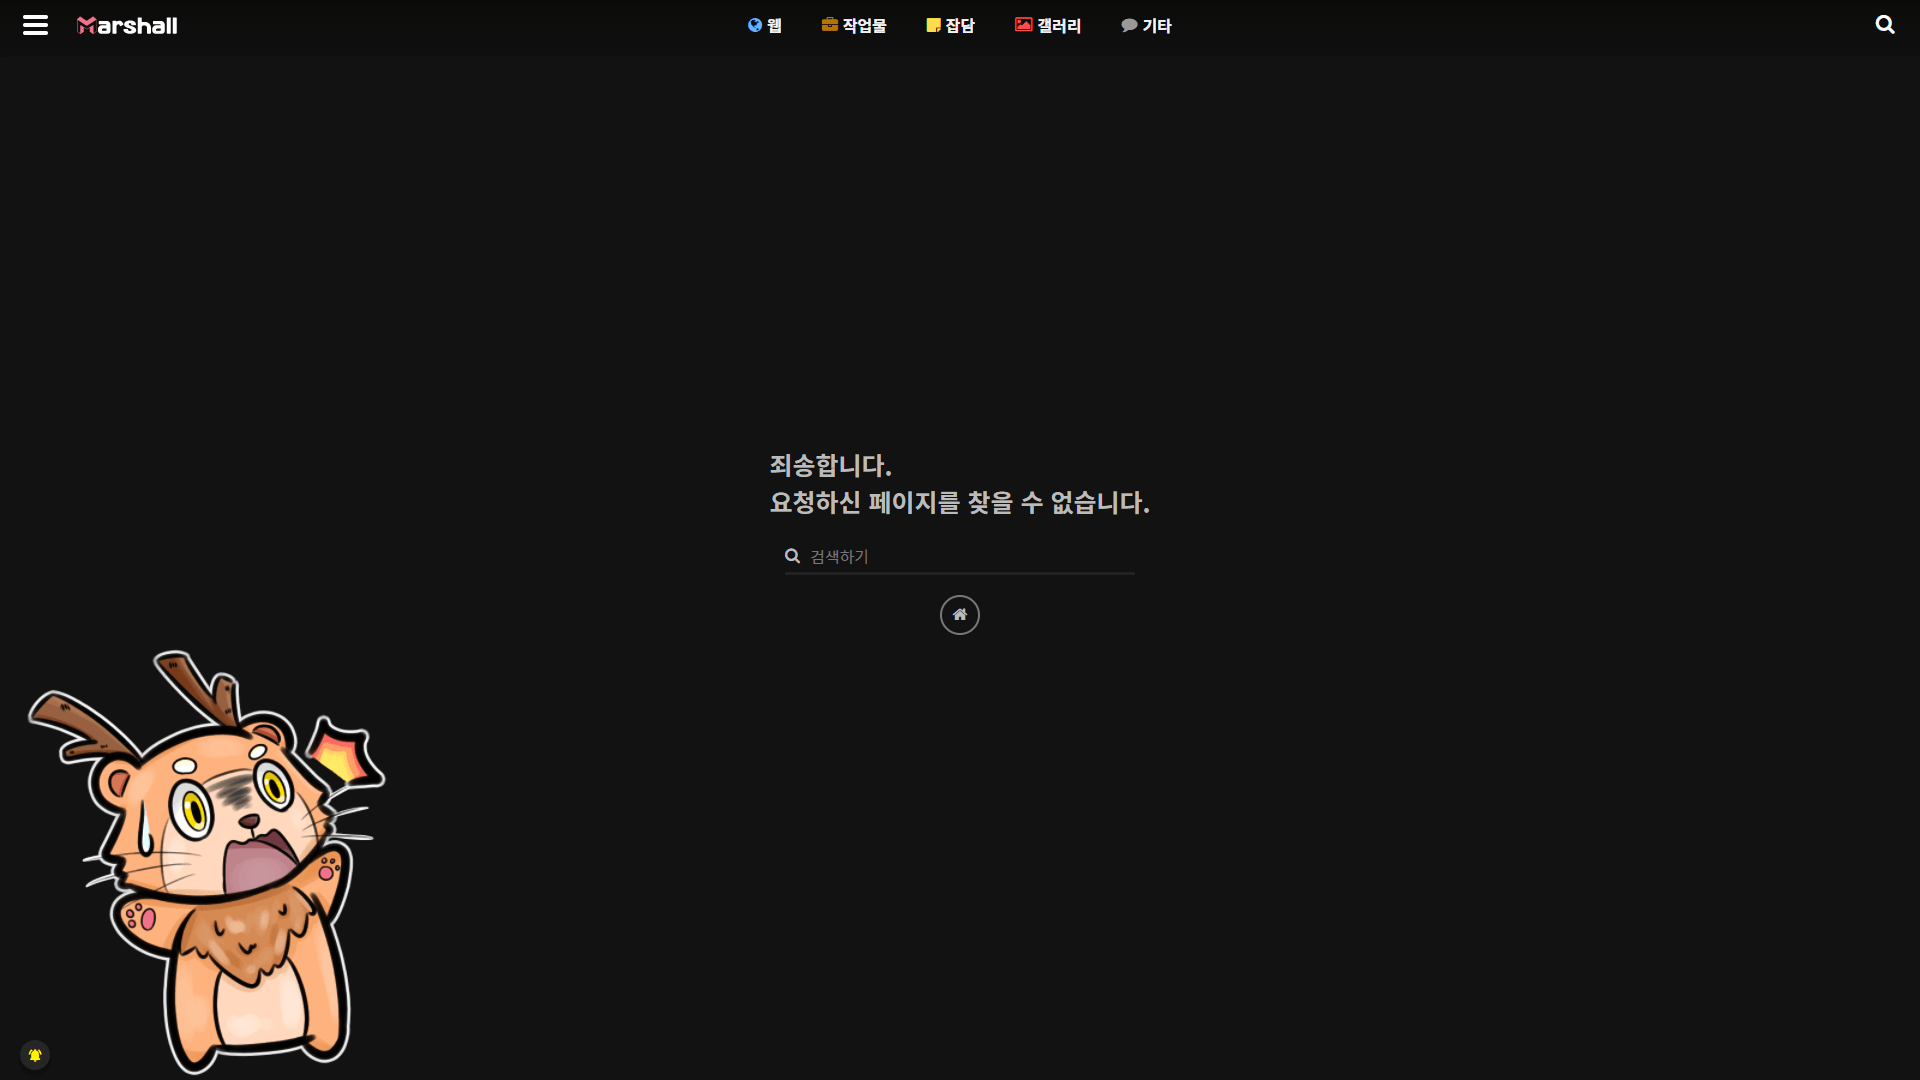 Marshall
웹
작업물
잡담
갤러리
기타
죄송합니다.
요청하신 페이지를 찾을 수 없습니다.
검색하기